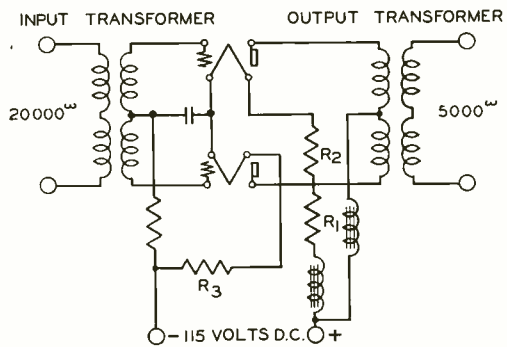 INPUT TRANSFORMER
OUTPUT TRANSFORMER
20000ω
5000ω
R2
R1
R3
- 115 VOLTS D.C. +